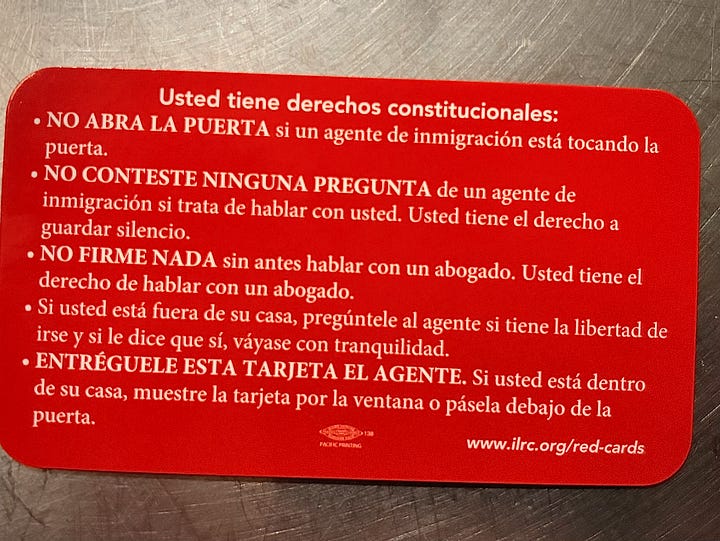 Usted tiene derechos constitucionales:
• NO ABRA LA PUERTA si un agente de inmigración está tocando la
puerta.
• NO CONTESTE NINGUNA PREGUNTA de un agente de
inmigración si trata de hablar con usted. Usted tiene el derecho a
guardar silencio.
• NO FIRME NADA sin antes hablar con un abogado. Usted tiene el
derecho de hablar con un abogado.
• Si usted está fuera de su casa, pregúntele al agente si tiene la libertad de
irse y si le dice que sí, váyase con tranquilidad.
• ENTRÉGUELE ESTA TARJETA EL AGENTE. Si usted está dentro
de su casa, muestre la tarjeta por la ventana o pásela debajo de la
puerta.
138
PACIFIC PRINTING
www.ilrc.org/red-cards